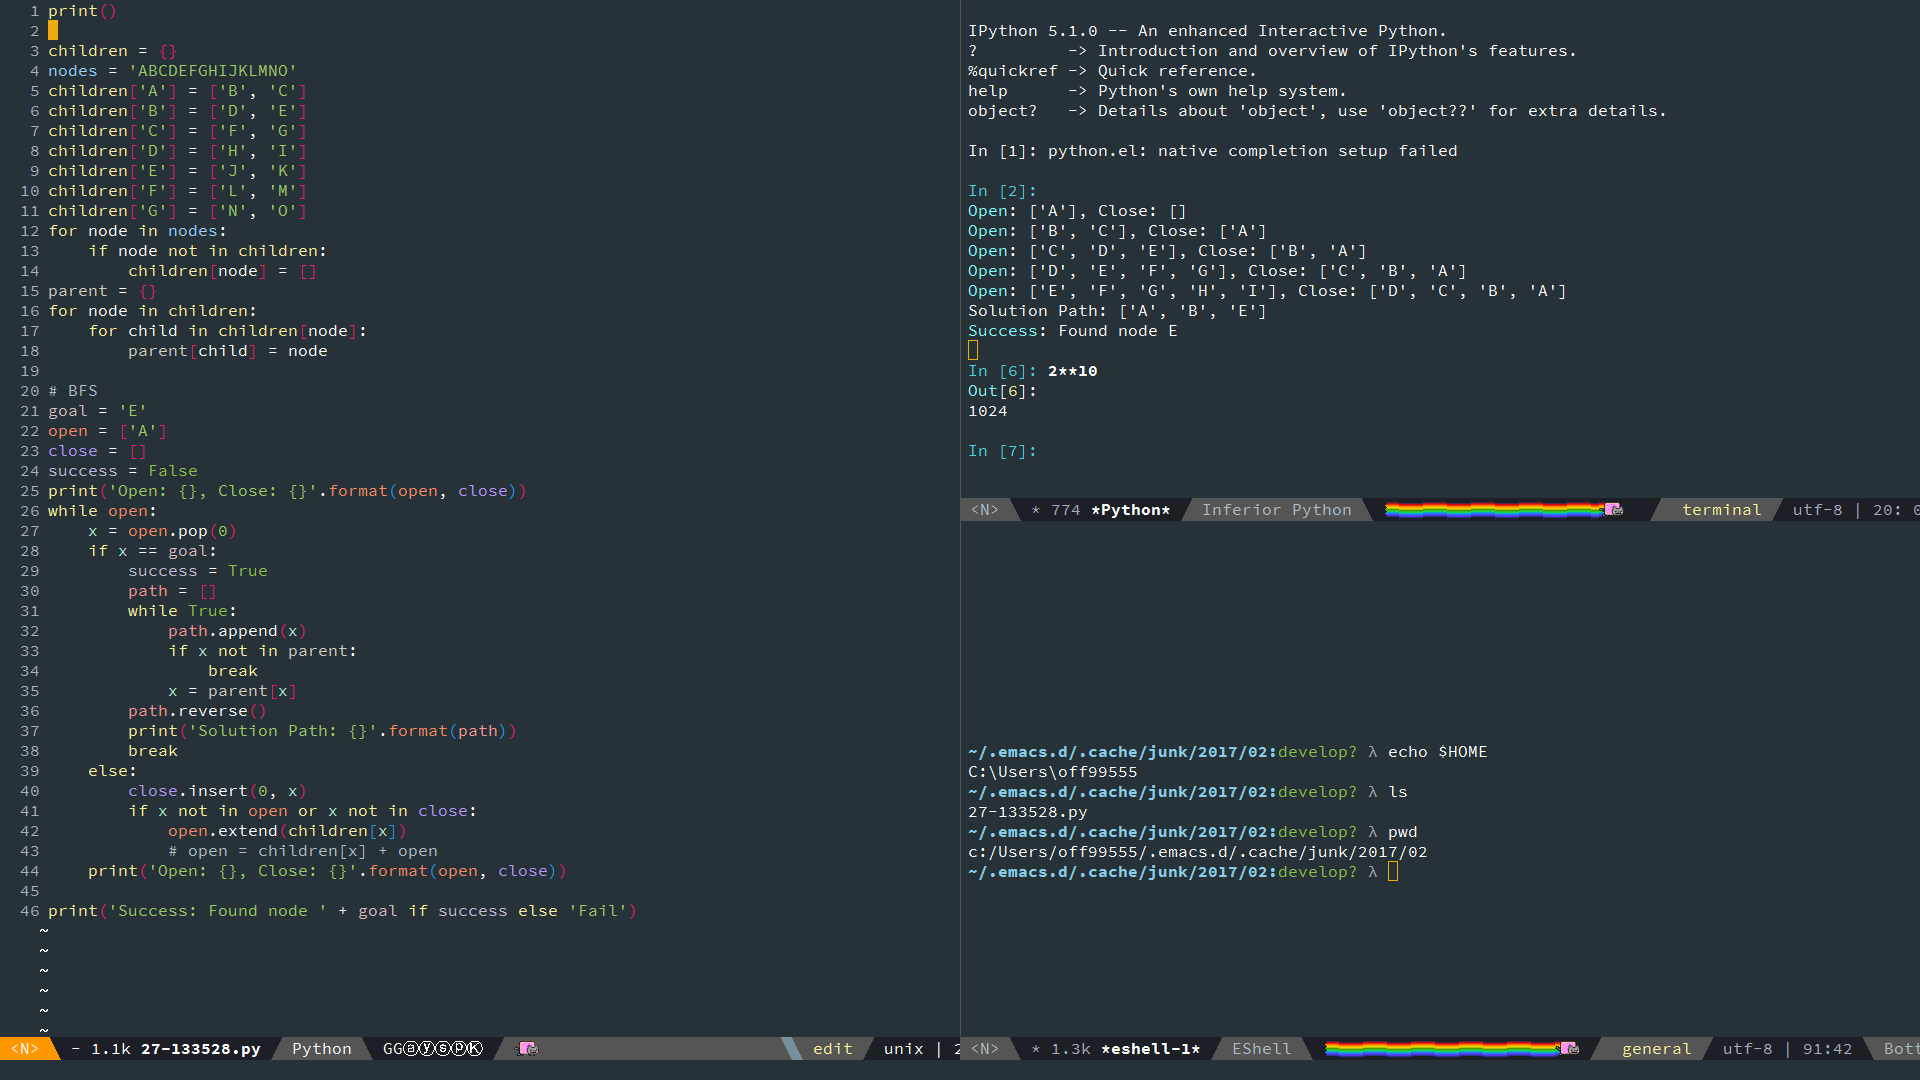 1 print()
2
3 children = {}
4 nodes = 'ABCDEFGHIJKLMNO'
5 children['A'] = ['B', 'C']
6 children['B'] = ['D', 'E']
7 children['C'] = ['F', 'G']
8 children['D'] = ['H', 'I']
9 children['E'] = ['J', 'K']
10 children['F'] = ['L', 'M']
11 children['G'] = ['N', 'O']
12 for node in nodes:
13     if node not in children:
14         children[node] = []
15 parent = {}
16 for node in children:
17     for child in children[node]:
18         parent[child] = node
19
20 # BFS
21 goal = 'E'
22 open = ['A']
23 close = []
24 success = False
25 print('Open: {}, Close: {}'.format(open, close))
26 while open:
27     x = open.pop(0)
28     if x == goal:
29         success = True
30         path = []
31         while True:
32             path.append(x)
33             if x not in parent:
34                 break
35             x = parent[x]
36         path.reverse()
37         print('Solution Path: {}'.format(path))
38         break
39     else:
40         close.insert(0, x)
41         if x not in open or x not in close:
42             open.extend(children[x])
43             # open = children[x] + open
44     print('Open: {}, Close: {}'.format(open, close))
45
46 print('Success: Found node ' + goal if success else 'Fail')
~
~
~
~
~
~
<N> - 1.1k 27-133528.py Python GGⓐⓨⓢⓟⓀ edit unix | 2
IPython 5.1.0 -- An enhanced Interactive Python.
?         -> Introduction and overview of IPython's features.
%quickref -> Quick reference.
help      -> Python's own help system.
object?   -> Details about 'object', use 'object??' for extra details.
In [1]: python.el: native completion setup failed
In [2]:
Open: ['A'], Close: []
Open: ['B', 'C'], Close: ['A']
Open: ['C', 'D', 'E'], Close: ['B', 'A']
Open: ['D', 'E', 'F', 'G'], Close: ['C', 'B', 'A']
Open: ['E', 'F', 'G', 'H', 'I'], Close: ['D', 'C', 'B', 'A']
Solution Path: ['A', 'B', 'E']
Success: Found node E
In [6]: 2**10
Out[6]:
1024
In [7]:
<N> * 774 *Python* Inferior Python terminal utf-8 | 20: 0
~/.emacs.d/.cache/junk/2017/02:develop? λ echo $HOME
C:\Users\off99555
~/.emacs.d/.cache/junk/2017/02:develop? λ ls
27-133528.py
~/.emacs.d/.cache/junk/2017/02:develop? λ pwd
c:/Users/off99555/.emacs.d/.cache/junk/2017/02
~/.emacs.d/.cache/junk/2017/02:develop? λ
<N> * 1.3k *eshell-1* EShell general utf-8 | 91:42 Bott